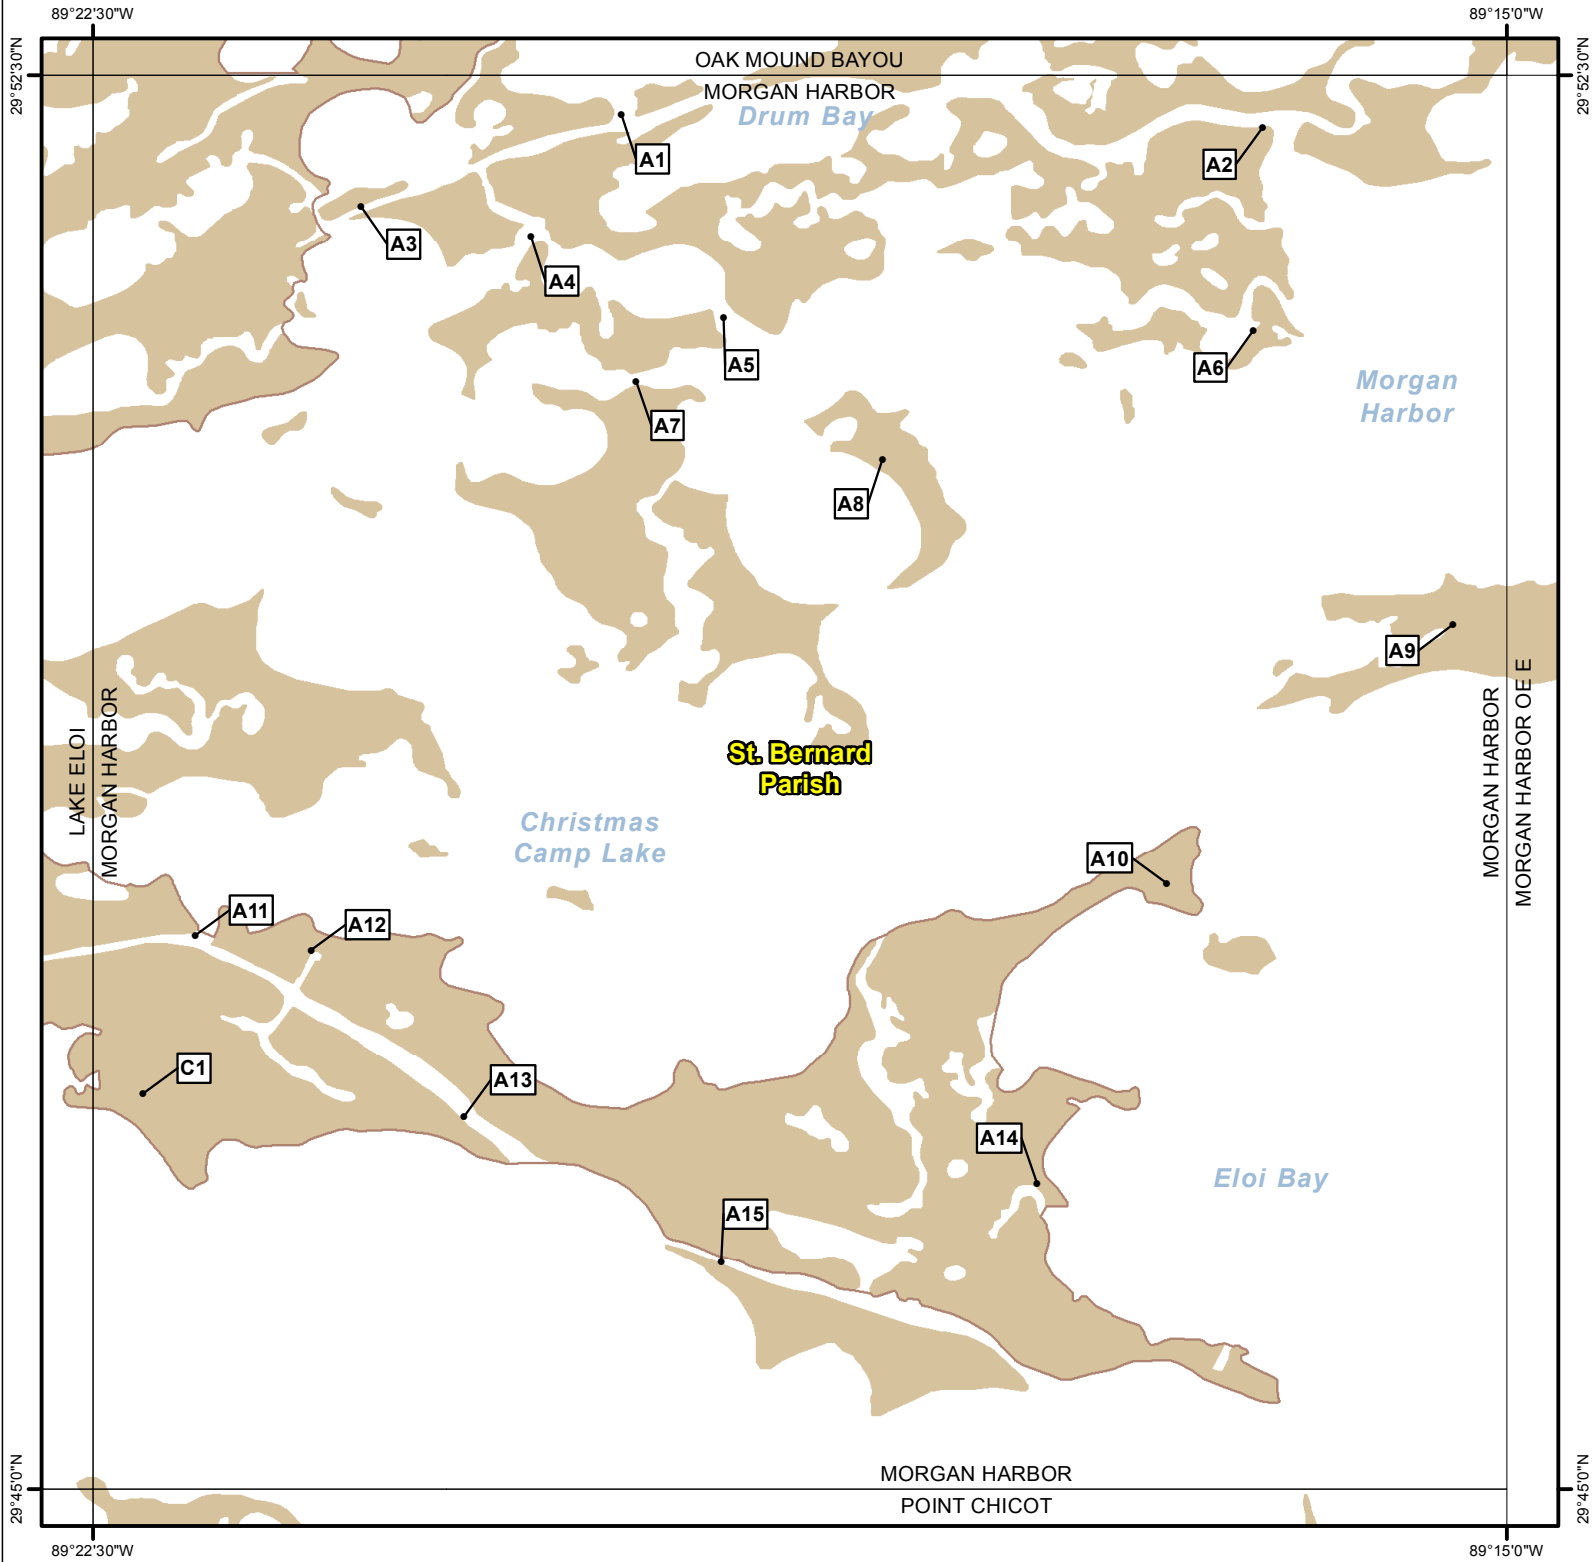 89°22'30"W
89°15'0"W
29°52'30"N
29°52'30"N
OAK MOUND BAYOU
MORGAN HARBOR
Drum Bay
A1
A2
A3
A4
A5
A6
Morgan
Harbor
A7
A8
A9
LAKE ELOI
MORGAN HARBOR
MORGAN HARBOR
MORGAN HARBOR OE E
St. Bernard
Parish
Christmas
Camp Lake
A10
A11
A12
C1
A13
A14
Eloi Bay
A15
MORGAN HARBOR
POINT CHICOT
29°45'0"N
29°45'0"N
89°22'30"W
89°15'0"W